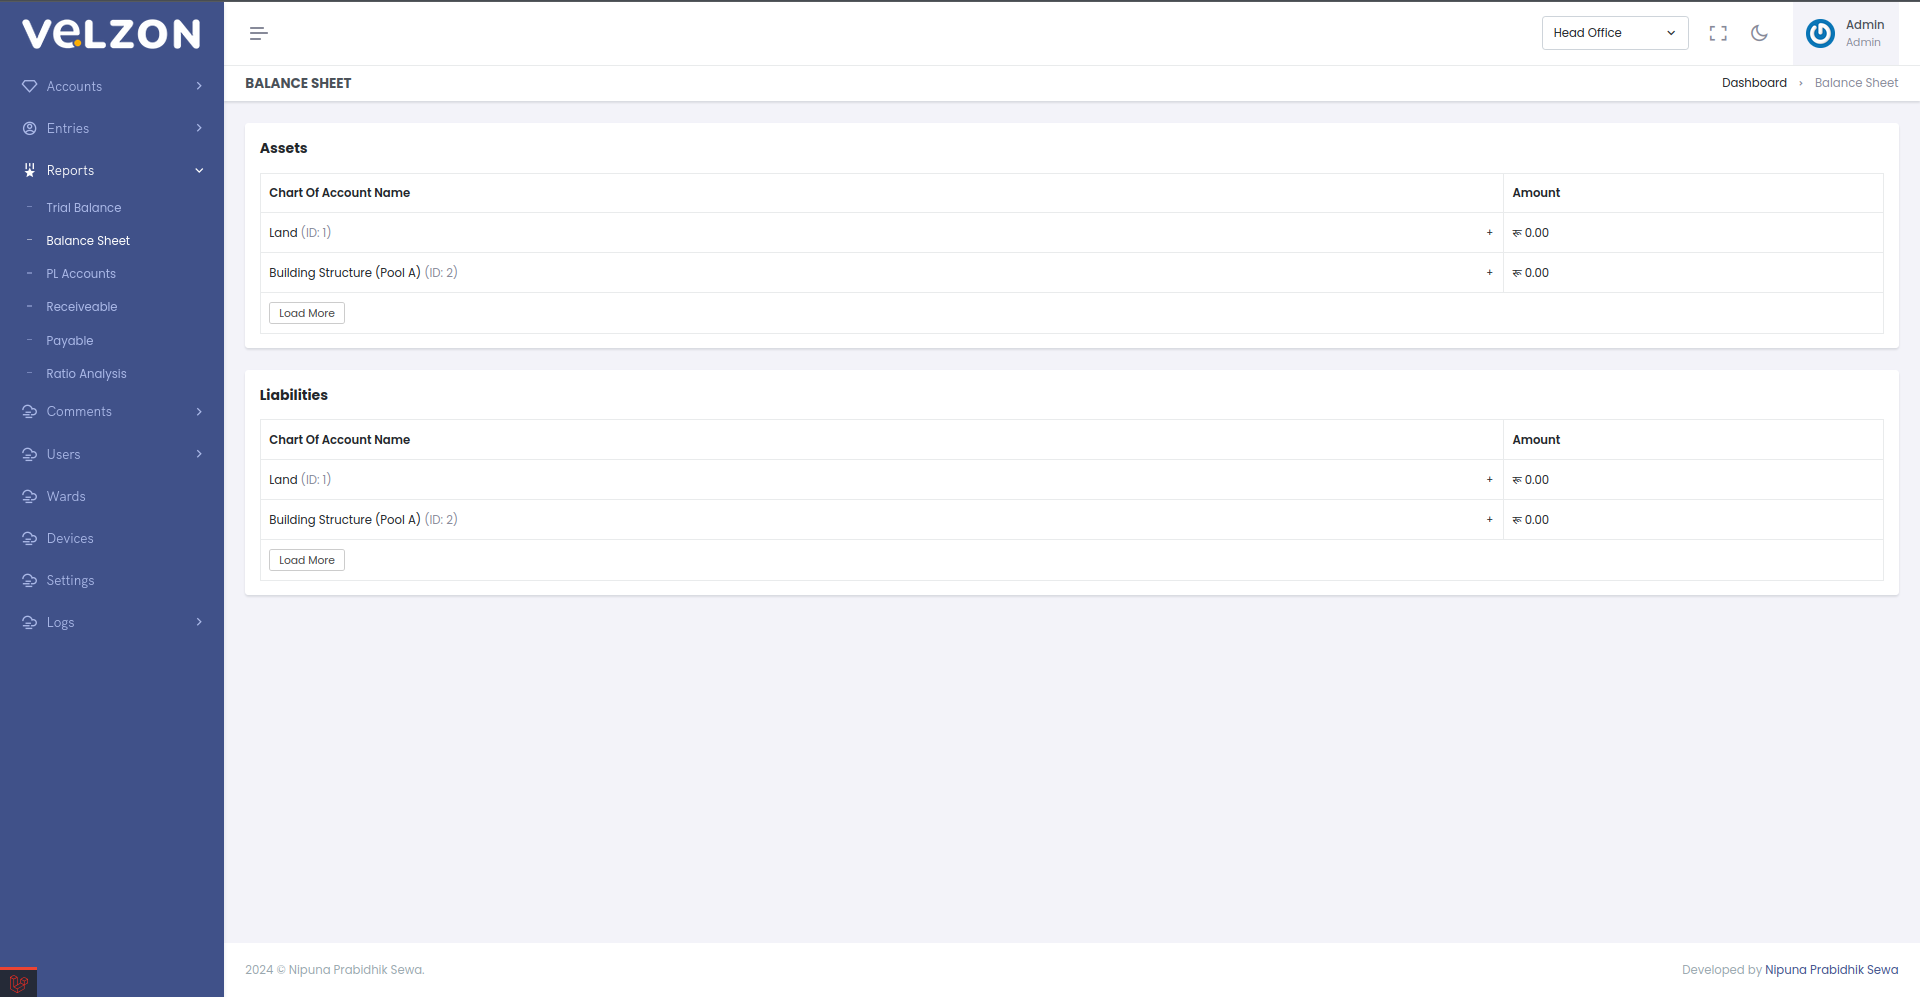 VELZON
Head Office
Admin
Admin
BALANCE SHEET
Dashboard › Balance Sheet
Accounts
Entries
Reports
- Trial Balance
- Balance Sheet
- PL Accounts
- Receiveable
- Payable
- Ratio Analysis
Comments
Users
Wards
Devices
Settings
Logs
Assets
Chart Of Account Name Amount
Land (ID: 1) + रू 0.00
Building Structure (Pool A) (ID: 2) + रू 0.00
Load More
Liabilities
Chart Of Account Name Amount
Land (ID: 1) + रू 0.00
Building Structure (Pool A) (ID: 2) + रू 0.00
Load More
2024 © Nipuna Prabidhik Sewa.
Developed by Nipuna Prabidhik Sewa